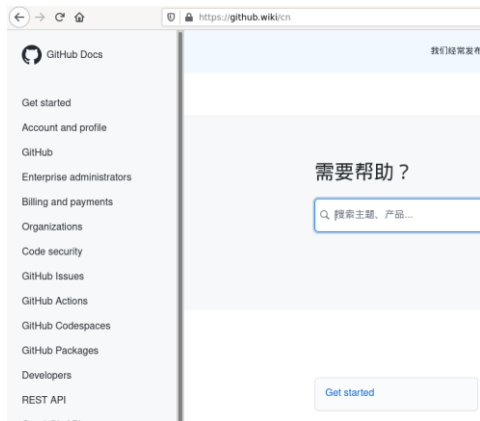 https://github.wiki/cn
GitHub Docs
我们经常发布
Get started
Account and profile
GitHub
Enterprise administrators
Billing and payments
Organizations
Code security
GitHub Issues
GitHub Actions
GitHub Codespaces
GitHub Packages
Developers
REST API
需要帮助？
搜索主题、产品...
Get started